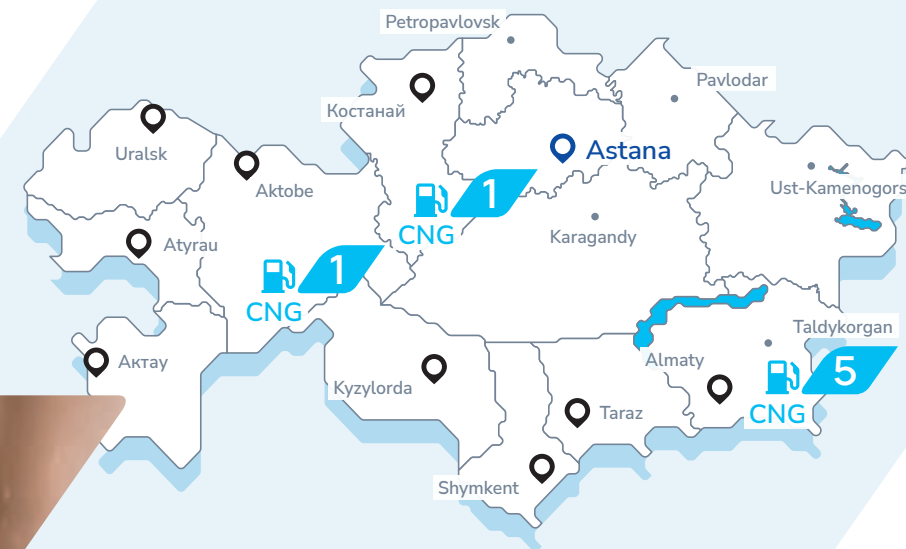 Petropavlovsk
Pavlodar
Костанай
Uralsk
Astana
Aktobe
Ust-Kamenogors
1
CNG
Karagandy
Atyrau
1
CNG
Taldykorgan
Актау
Almaty
5
CNG
Kyzylorda
Taraz
Shymkent